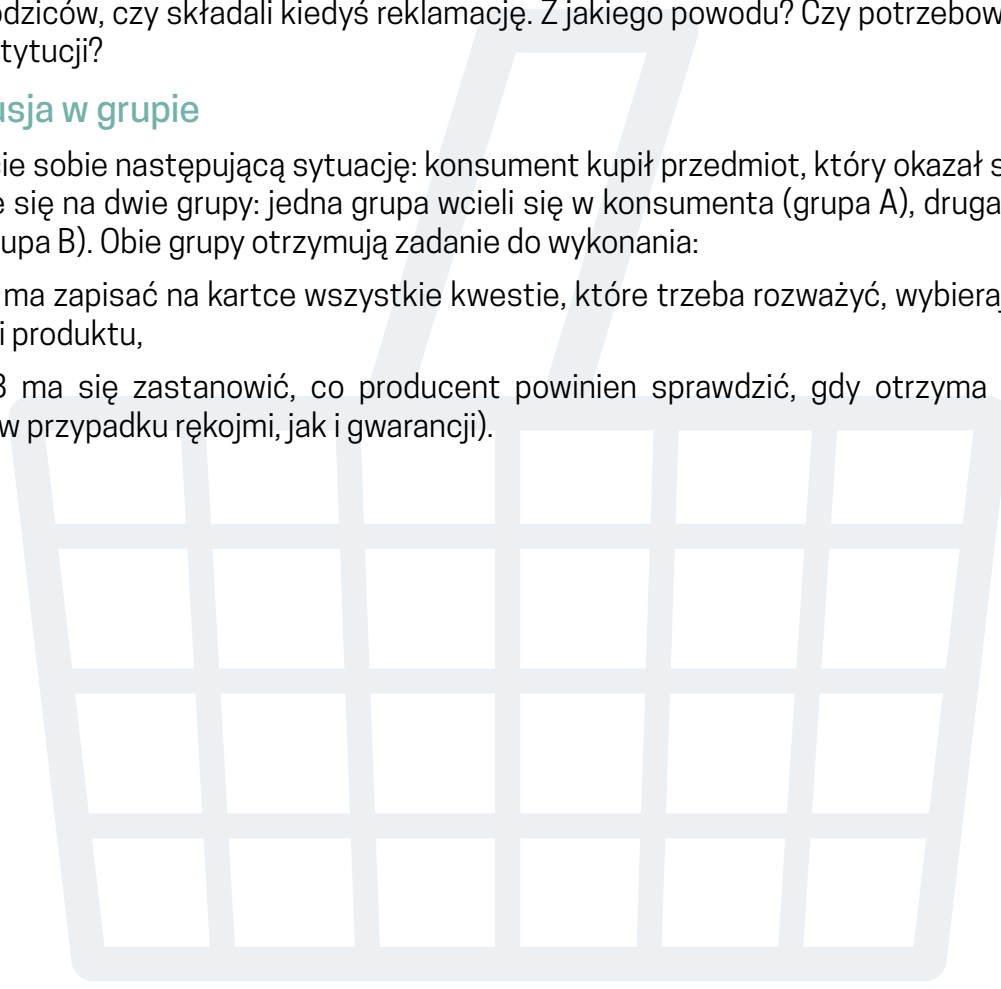 odziców, czy składali kiedyś reklamację. Z jakiego powodu? Czy potrzebow
tytucji?
usja w grupie
ie sobie następującą sytuację: konsument kupił przedmiot, który okazał s
e się na dwie grupy: jedna grupa wcieli się w konsumenta (grupa A), druga
upa B). Obie grupy otrzymują zadanie do wykonania:
ma zapisać na kartce wszystkie kwestie, które trzeba rozważyć, wybieraj
i produktu,
B ma się zastanowić, co producent powinien sprawdzić, gdy otrzyma
w przypadku rękojmi, jak i gwarancji).